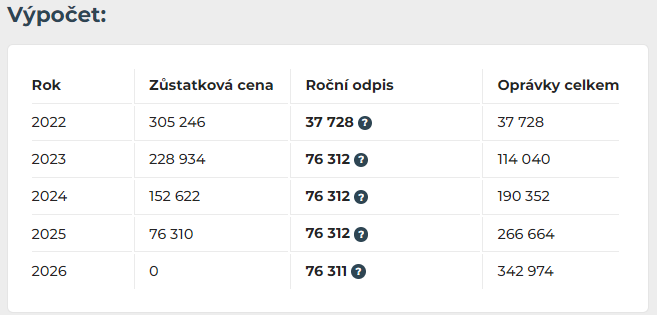 Výpočet:
Rok Zůstatková cena Roční odpis Oprávky celkem
2022 305 246 37 728 ? 37 728
2023 228 934 76 312 ? 114 040
2024 152 622 76 312 ? 190 352
2025 76 310 76 312 ? 266 664
2026 0 76 311 ? 342 974